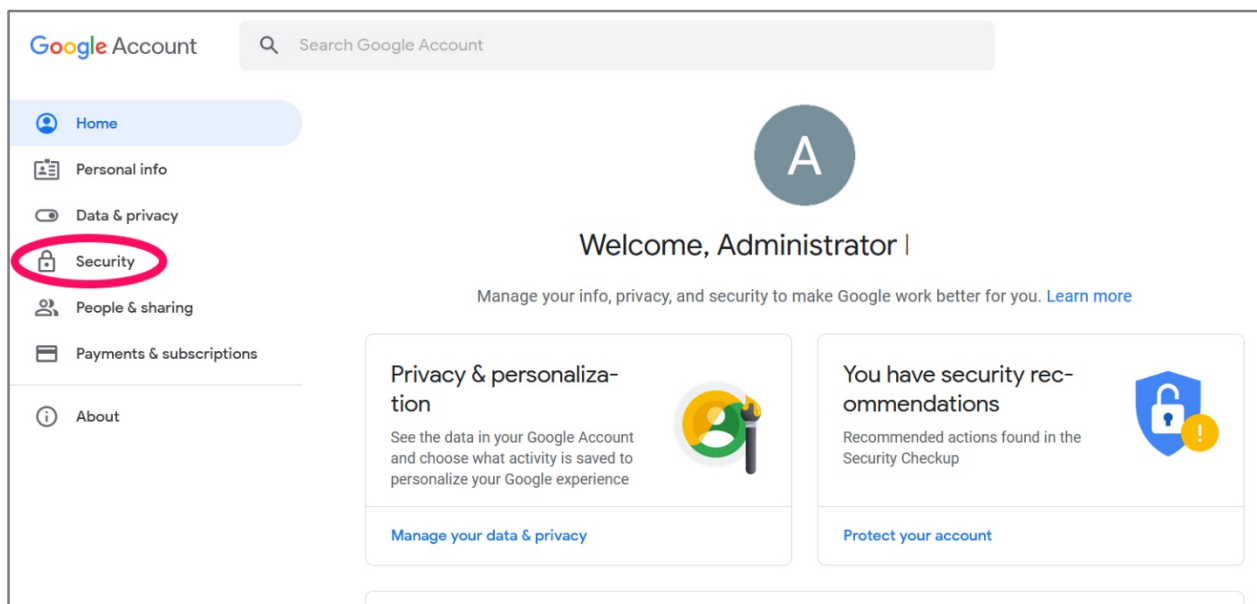 Google Account
Search Google Account
Home
Personal info
Data & privacy
Security
People & sharing
Payments & subscriptions
About
A
Welcome, Administrator |
Manage your info, privacy, and security to make Google work better for you. Learn more
Privacy & personaliza-
tion
See the data in your Google Account
and choose what activity is saved to
personalize your Google experience
Manage your data & privacy
You have security rec-
ommendations
Recommended actions found in the
Security Checkup
Protect your account